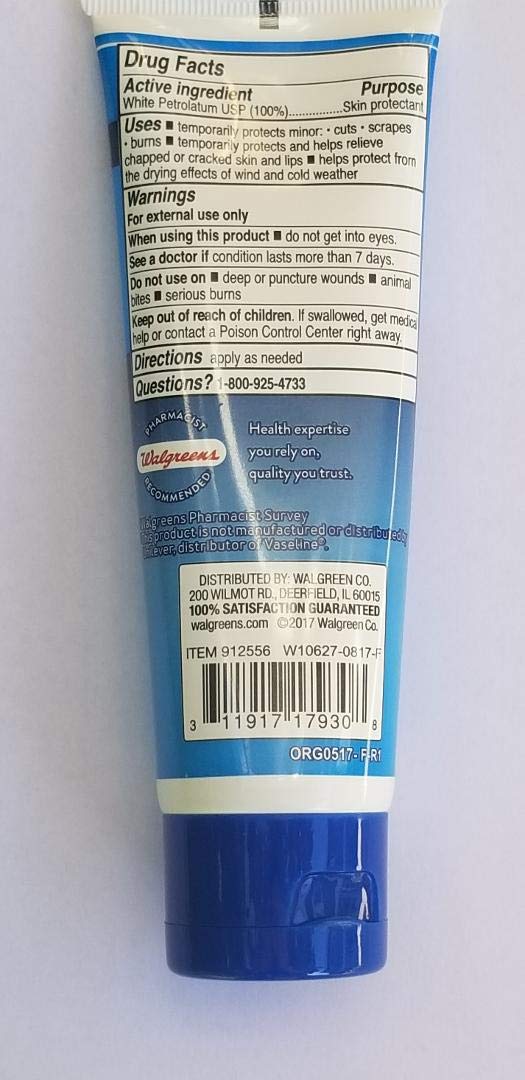 Drug Facts
Active ingredient Purpose
White Petrolatum USP (100%)................Skin protectant
Uses ■ temporarily protects minor: • cuts • scrapes
• burns ■ temporarily protects and helps relieve
chapped or cracked skin and lips ■ helps protect from
the drying effects of wind and cold weather
Warnings
For external use only
When using this product ■ do not get into eyes.
See a doctor if condition lasts more than 7 days.
Do not use on ■ deep or puncture wounds ■ animal
bites ■ serious burns
Keep out of reach of children. If swallowed, get medical
help or contact a Poison Control Center right away.
Directions apply as needed
Questions? 1-800-925-4733
PHARMACIST
Walgreens
RECOMMENDED
Health expertise
you rely on,
quality you trust.
Walgreens Pharmacist Survey
This product is not manufactured or distributed by
Unilever, distributor of Vaseline®.
DISTRIBUTED BY: WALGREEN CO.
200 WILMOT RD., DEERFIELD, IL 60015
100% SATISFACTION GUARANTEED
walgreens.com ©2017 Walgreen Co.
ITEM 912556 W10627-0817-F
3 11917 17930 8
ORG0517-F-R1